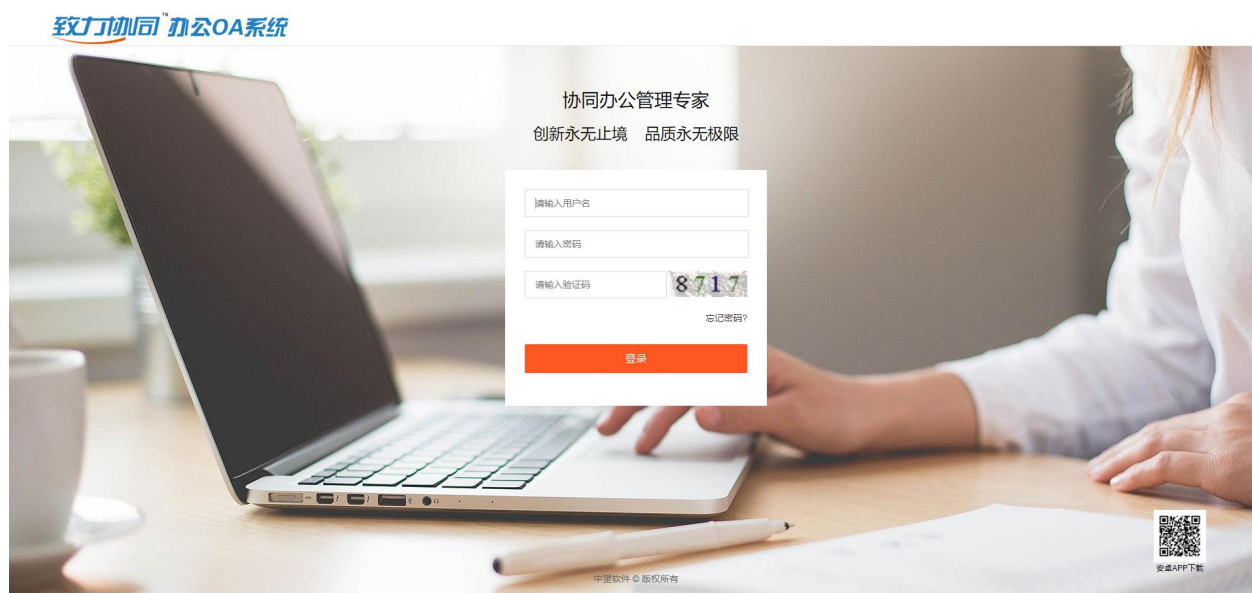 致力协同™办公OA系统
协同办公管理专家
创新永无止境 品质永无极限
请输入用户名
请输入密码
请输入验证码 8717
忘记密码?
登录
安卓APP下载
中望软件 © 版权所有